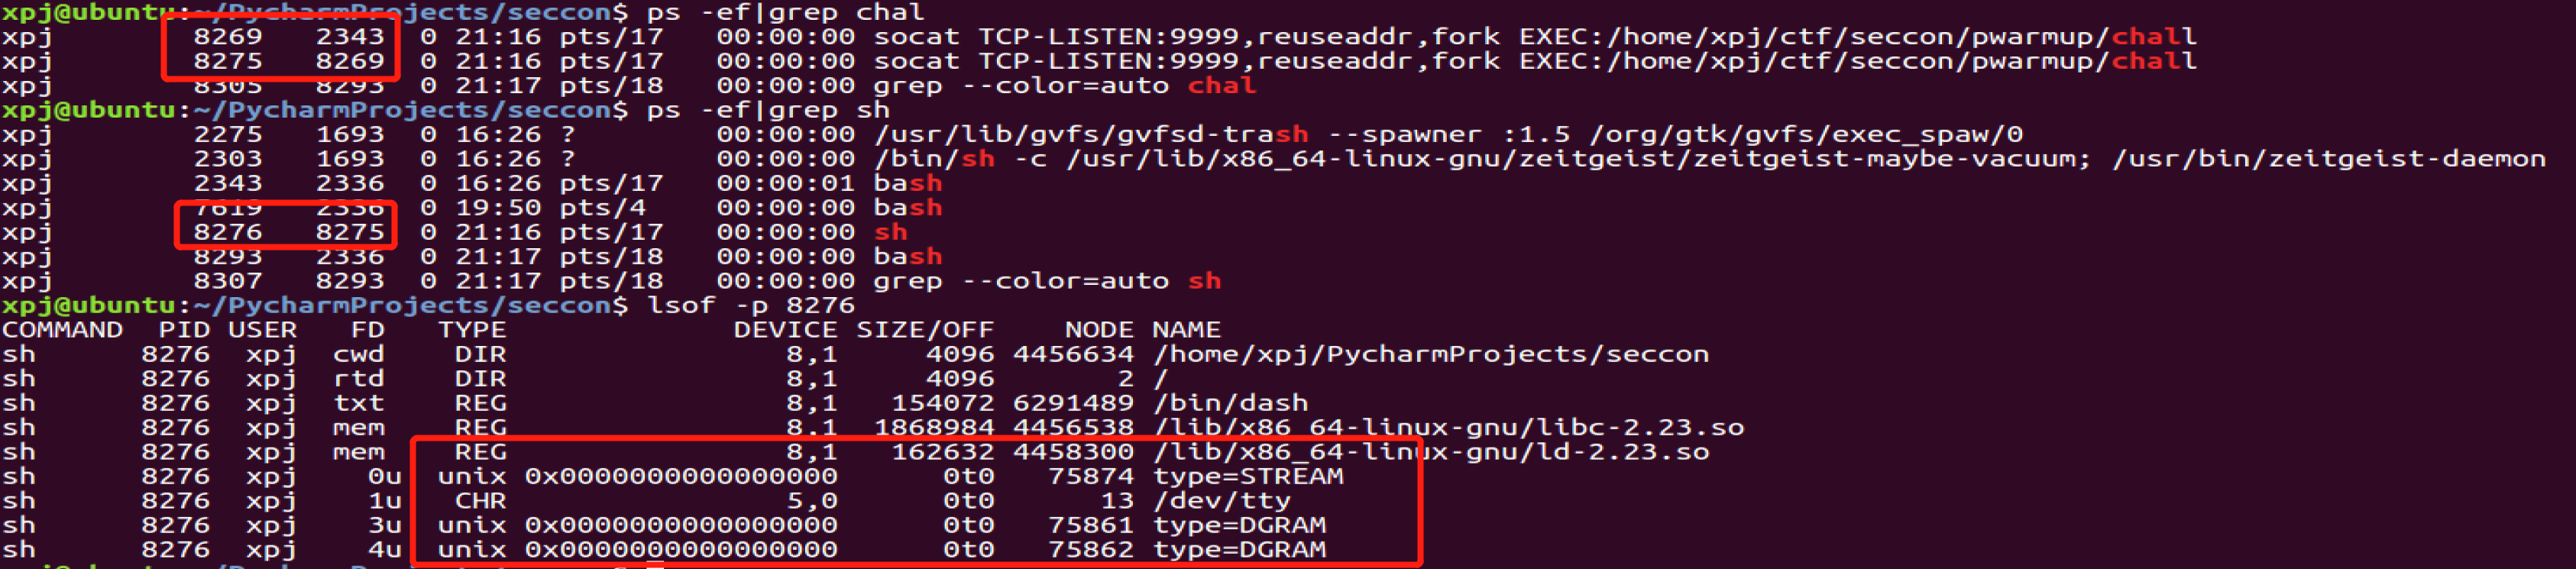 xpj@ubuntu:~/PycharmProjects/seccon$ ps -ef|grep chal
xpj 8269 2343 0 21:16 pts/17 00:00:00 socat TCP-LISTEN:9999,reuseaddr,fork EXEC:/home/xpj/ctf/seccon/pwarmup/chall
xpj 8275 8269 0 21:16 pts/17 00:00:00 socat TCP-LISTEN:9999,reuseaddr,fork EXEC:/home/xpj/ctf/seccon/pwarmup/chall
xpj 8305 8293 0 21:17 pts/18 00:00:00 grep --color=auto chal
xpj@ubuntu:~/PycharmProjects/seccon$ ps -ef|grep sh
xpj 2275 1693 0 16:26 ? 00:00:00 /usr/lib/gvfs/gvfsd-trash --spawner :1.5 /org/gtk/gvfs/exec_spaw/0
xpj 2303 1693 0 16:26 ? 00:00:00 /bin/sh -c /usr/lib/x86_64-linux-gnu/zeitgeist/zeitgeist-maybe-vacuum; /usr/bin/zeitgeist-daemon
xpj 2343 2336 0 16:26 pts/17 00:00:01 bash
xpj 7619 2336 0 19:50 pts/4 00:00:00 bash
xpj 8276 8275 0 21:16 pts/17 00:00:00 sh
xpj 8293 2336 0 21:17 pts/18 00:00:00 bash
xpj 8307 8293 0 21:17 pts/18 00:00:00 grep --color=auto sh
xpj@ubuntu:~/PycharmProjects/seccon$ lsof -p 8276
COMMAND PID USER FD TYPE DEVICE SIZE/OFF NODE NAME
sh 8276 xpj cwd DIR 8,1 4096 4456634 /home/xpj/PycharmProjects/seccon
sh 8276 xpj rtd DIR 8,1 4096 2 /
sh 8276 xpj txt REG 8,1 154072 6291489 /bin/dash
sh 8276 xpj mem REG 8,1 1868984 4456538 /lib/x86_64-linux-gnu/libc-2.23.so
sh 8276 xpj mem REG 8,1 162632 4458300 /lib/x86_64-linux-gnu/ld-2.23.so
sh 8276 xpj 0u unix 0x0000000000000000 0t0 75874 type=STREAM
sh 8276 xpj 1u CHR 5,0 0t0 13 /dev/tty
sh 8276 xpj 3u unix 0x0000000000000000 0t0 75861 type=DGRAM
sh 8276 xpj 4u unix 0x0000000000000000 0t0 75862 type=DGRAM